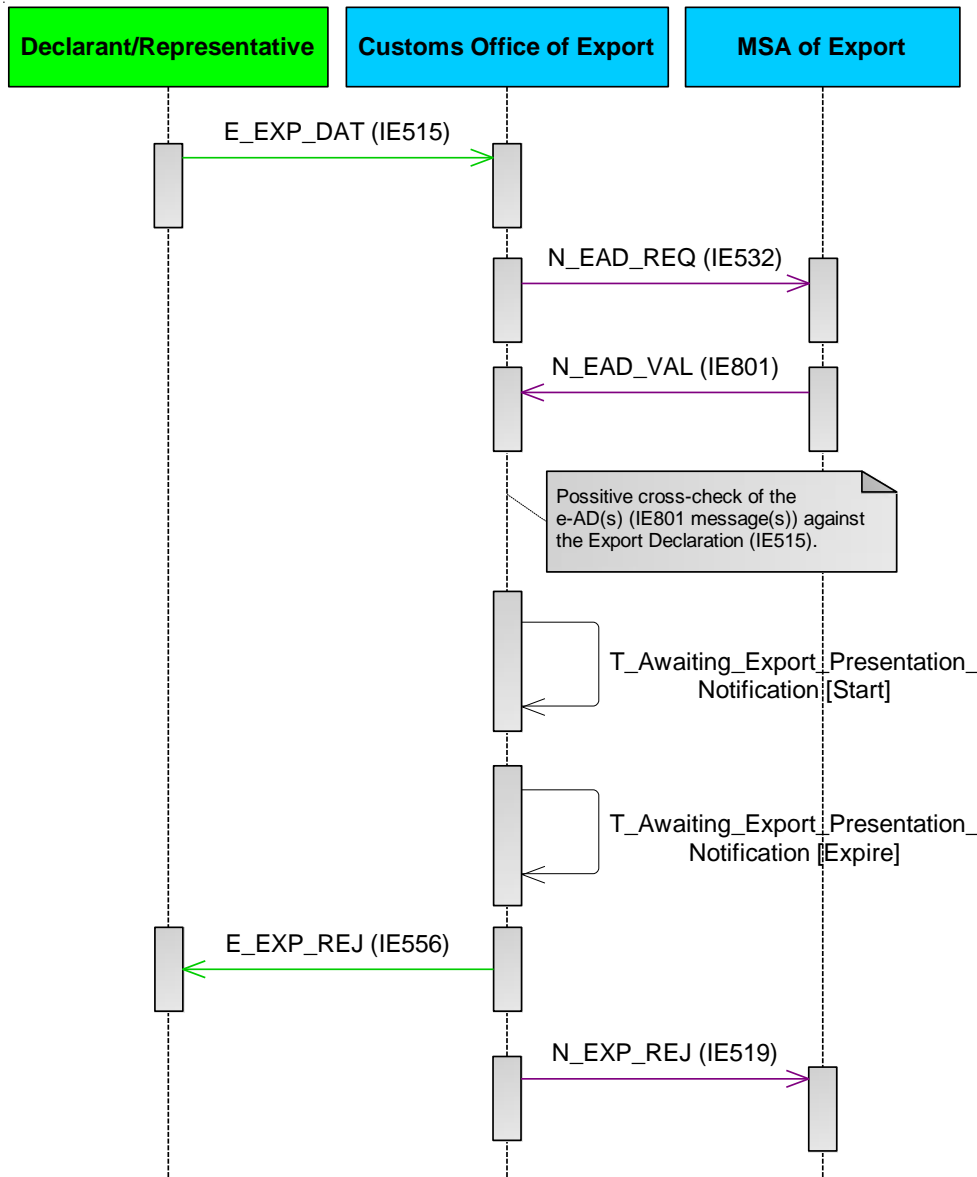 Declarant/Representative
Customs Office of Export
MSA of Export
E_EXP_DAT (IE515)
N_EAD_REQ (IE532)
N_EAD_VAL (IE801)
Possitive cross-check of the
e-AD(s) (IE801 message(s)) against
the Export Declaration (IE515).
T_Awaiting_Export_Presentation_
Notification [Start]
T_Awaiting_Export_Presentation_
Notification [Expire]
E_EXP_REJ (IE556)
N_EXP_REJ (IE519)